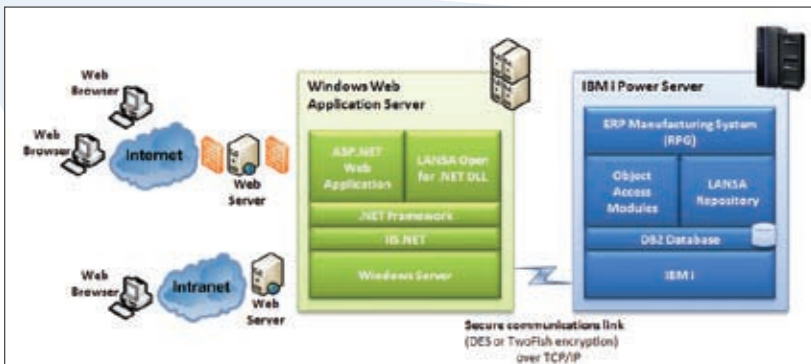 Web
Browser
Web
Browser
Internet
Web
Server
Web
Browser
Intranet
Web
Server
Windows Web
Application Server
ASP.NET
Web
Application
LANSA Open
for .NET DLL
.NET Framework
IIS.NET
Windows Server
IBM i Power Server
ERP Manufacturing System
(RPG)
Object
Access
Modules
LANSA
Repository
DB2 Database
IBM i
Secure communications link
(DES or TwoFish encryption)
over TCP/IP